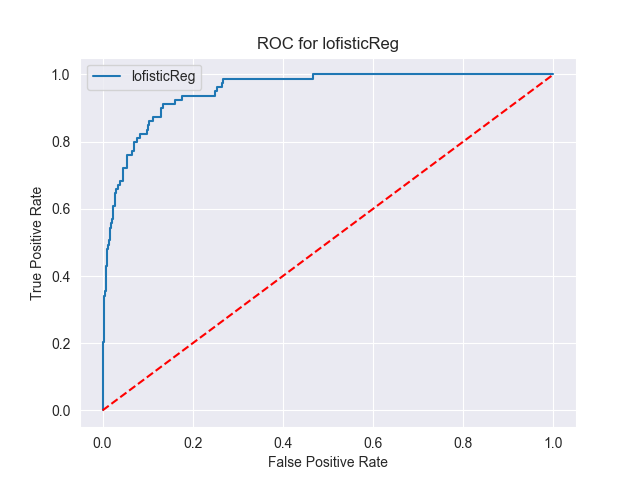 ROC for lofisticReg
lofisticReg
True Positive Rate
1.0
0.8
0.6
0.4
0.2
0.0
0.0 0.2 0.4 0.6 0.8 1.0
False Positive Rate